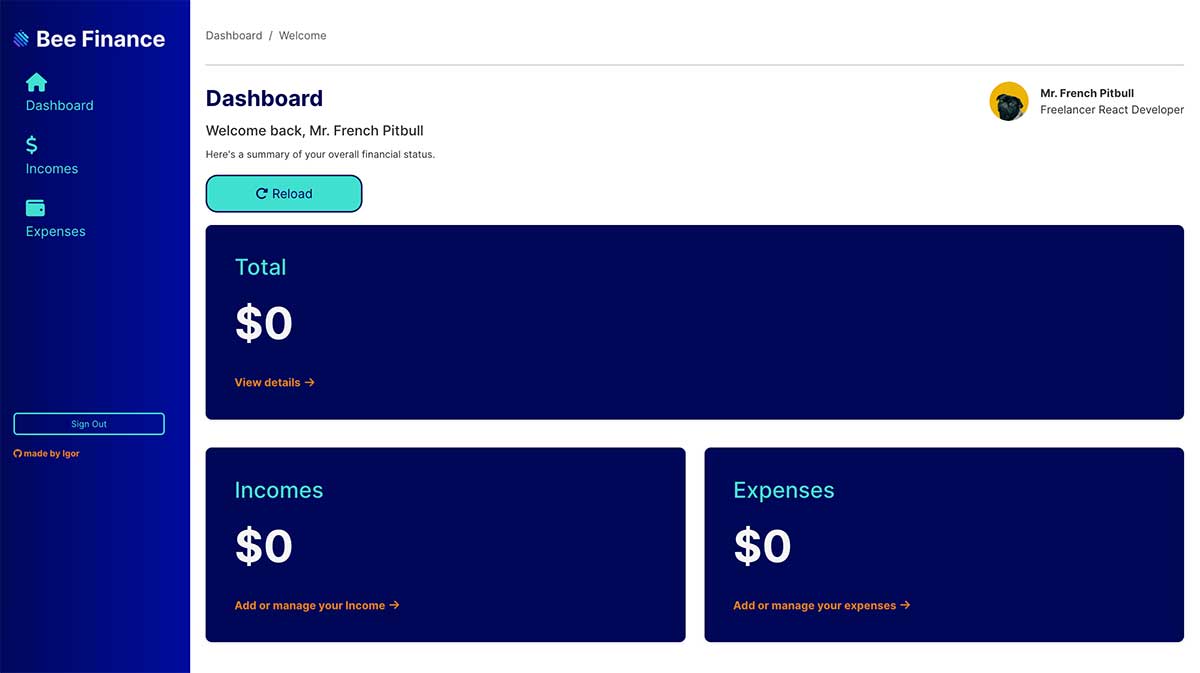 Bee Finance
Dashboard
Incomes
Expenses
Sign Out
made by Igor
Dashboard / Welcome
Dashboard
Welcome back, Mr. French Pitbull
Here's a summary of your overall financial status.
Reload
Mr. French Pitbull
Freelancer React Developer
Total
$0
View details →
Incomes
$0
Add or manage your Income →
Expenses
$0
Add or manage your expenses →